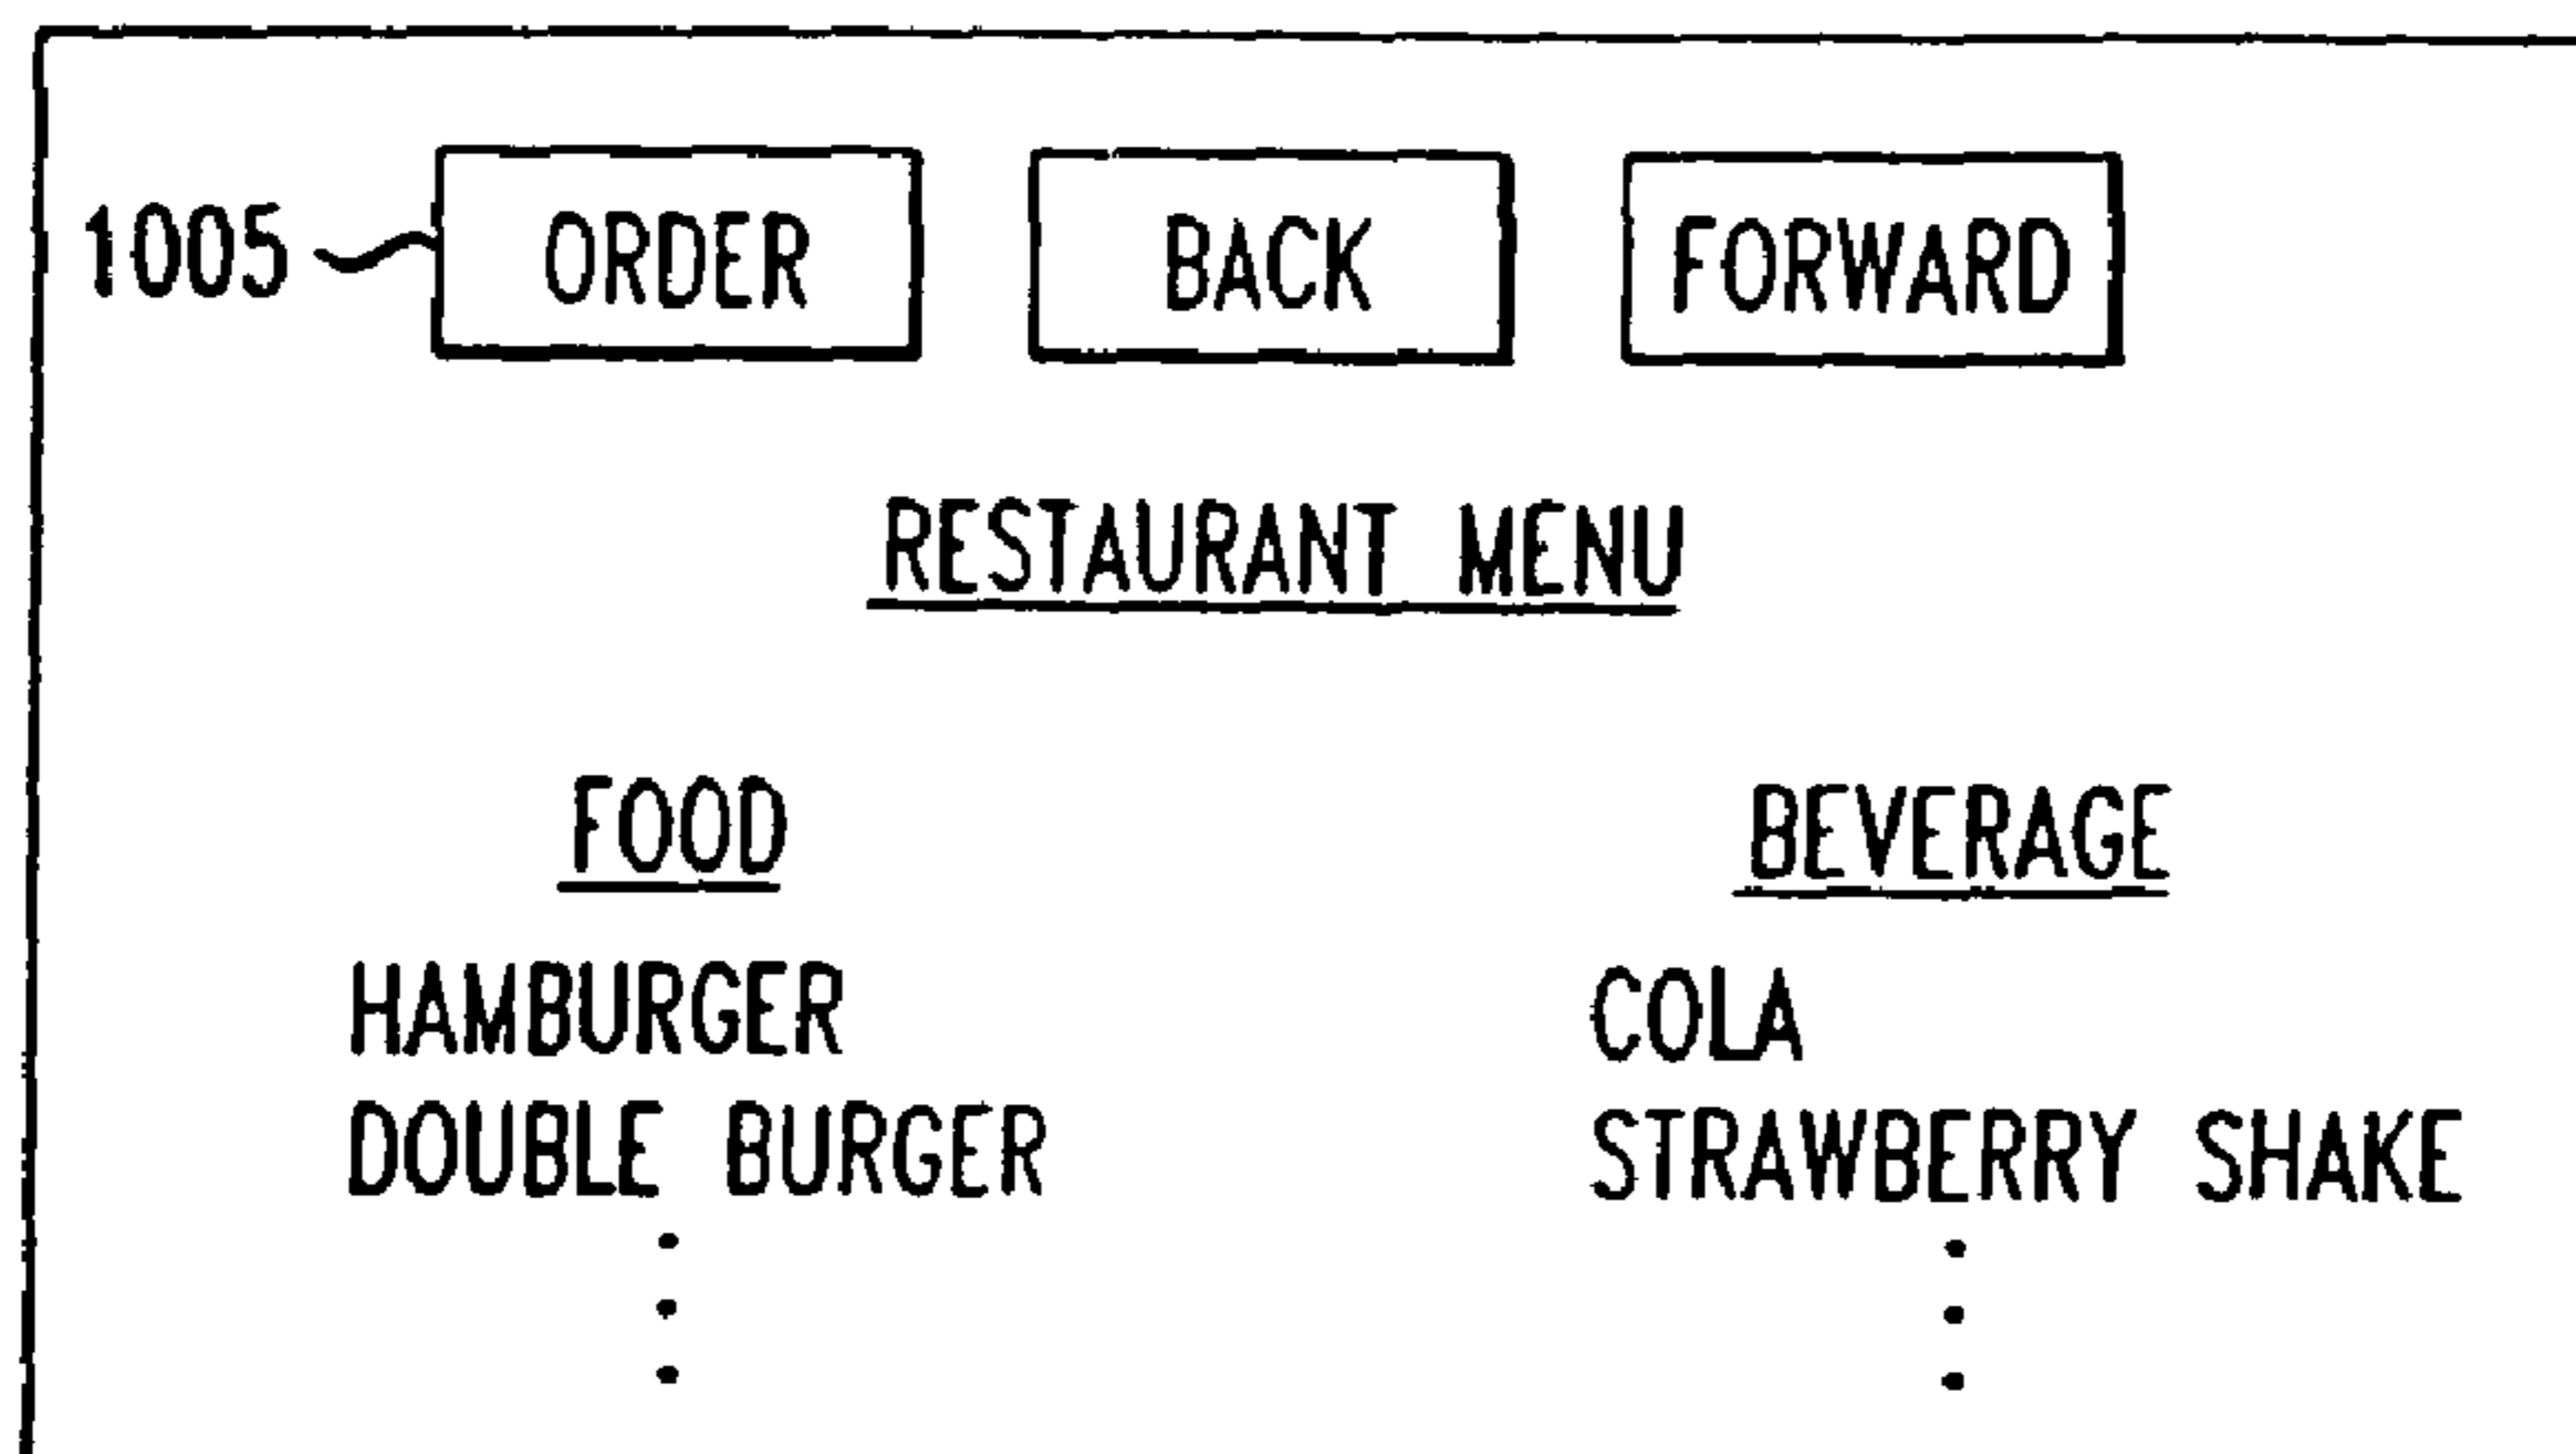 1005 ORDER BACK FORWARD
RESTAURANT MENU
FOOD BEVERAGE
HAMBURGER COLA
DOUBLE BURGER STRAWBERRY SHAKE